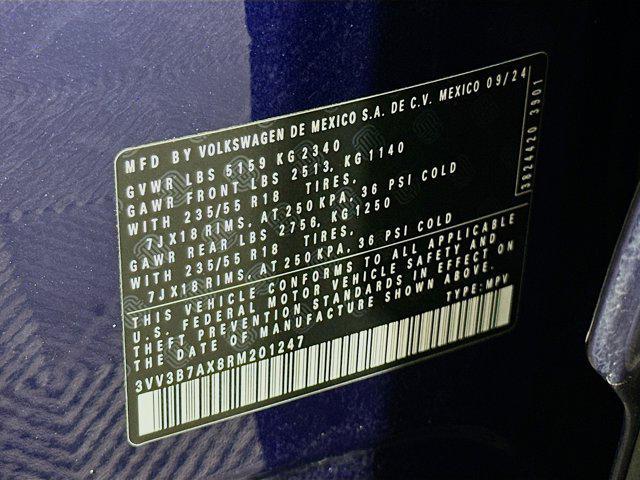 MFD BY VOLKSWAGEN DE MEXICO S.A. DE C.V. MEXICO 09/24
GVWR LBS 5159 KG 2340
GAWR FRONT LBS 2513, KG 1140
WITH 235/55 R18 TIRES,
7JX18 RIMS, AT 250 KPA, 36 PSI COLD
GAWR REAR LBS 2756, KG 1250
WITH 235/55 R18 TIRES,
7JX18 RIMS, AT 250 KPA, 36 PSI COLD
THIS VEHICLE CONFORMS TO ALL APPLICABLE
U.S. FEDERAL MOTOR VEHICLE SAFETY AND
THEFT PREVENTION STANDARDS IN EFFECT ON
THE DATE OF MANUFACTURE SHOWN ABOVE.
3VV3B7AX8RM201247 TYPE: MPV
3824420 3901